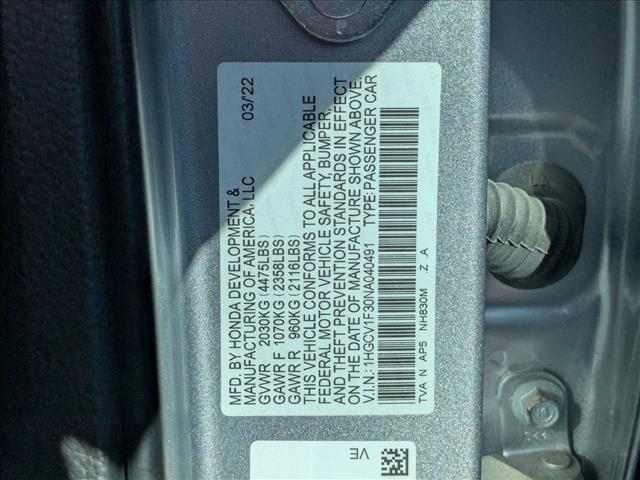 MFD. BY HONDA DEVELOPMENT & 03/22
MANUFACTURING OF AMERICA, LLC
GVWR 2030KG (4475LBS)
GAWR F 1070KG (2358LBS)
GAWR R 960KG (2116LBS)
THIS VEHICLE CONFORMS TO ALL APPLICABLE
FEDERAL MOTOR VEHICLE SAFETY, BUMPER,
AND THEFT PREVENTION STANDARDS IN EFFECT
ON THE DATE OF MANUFACTURE SHOWN ABOVE.
V.I.N.: 1HGCV1F30NA040491 TYPE: PASSENGER CAR
TVA N AP5 NH830M Z .A
VE